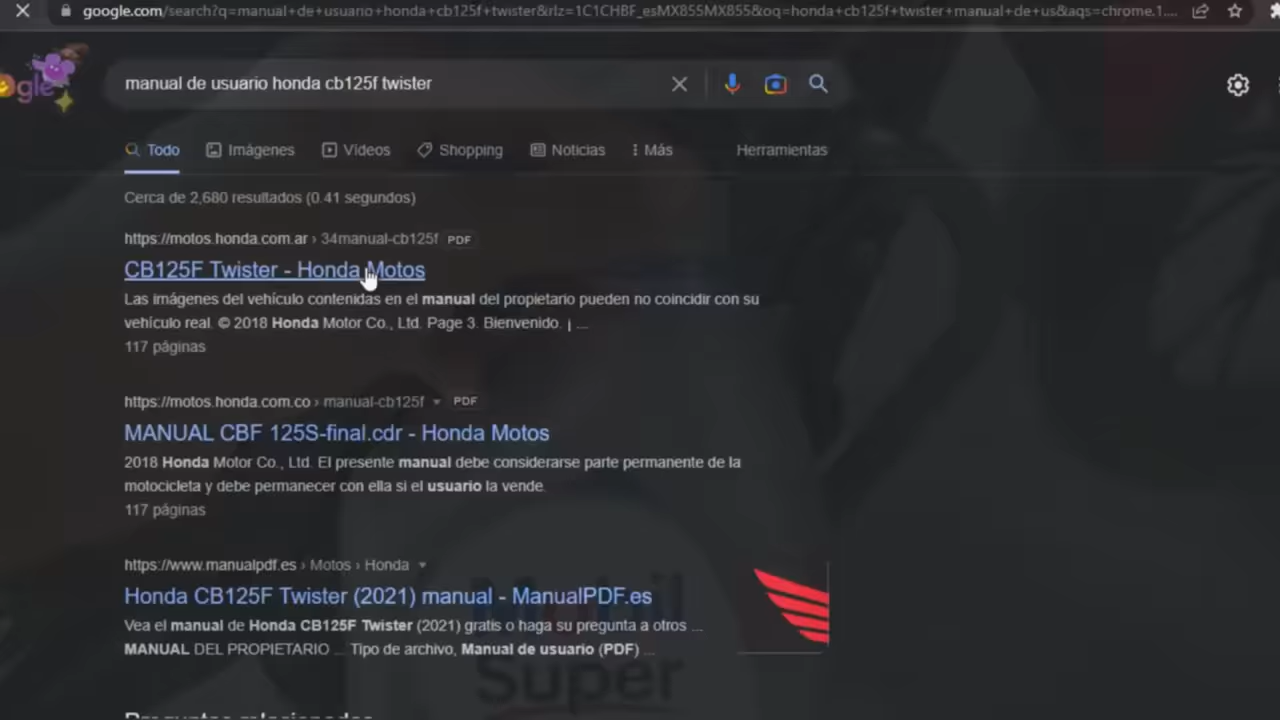 google.com/search?q=manual+de+usuario+honda+cb125f+twister&rlz=1C1CHBF_esMX855MX855&oq=honda+cb125f+twister+manual+de+us&aqs=chrome.1....
ogle
manual de usuario honda cb125f twister
Todo Imágenes Vídeos Shopping Noticias Más Herramientas
Cerca de 2,680 resultados (0.41 segundos)
https://motos.honda.com.ar › 34manual-cb125f PDF
CB125F Twister - Honda Motos
Las imágenes del vehículo contenidas en el manual del propietario pueden no coincidir con su
vehículo real. © 2018 Honda Motor Co., Ltd. Page 3. Bienvenido. ¡ ...
117 páginas
https://motos.honda.com.co › manual-cb125f PDF
MANUAL CBF 125S-final.cdr - Honda Motos
2018 Honda Motor Co., Ltd. El presente manual debe considerarse parte permanente de la
motocicleta y debe permanecer con ella si el usuario la vende.
117 páginas
https://www.manualpdf.es › Motos › Honda
Honda CB125F Twister (2021) manual - ManualPDF.es
Vea el manual de Honda CB125F Twister (2021) gratis o haga su pregunta a otros ...
MANUAL DEL PROPIETARIO ... Tipo de archivo, Manual de usuario (PDF) ...
Mobil
Super
Preguntas relacionadas